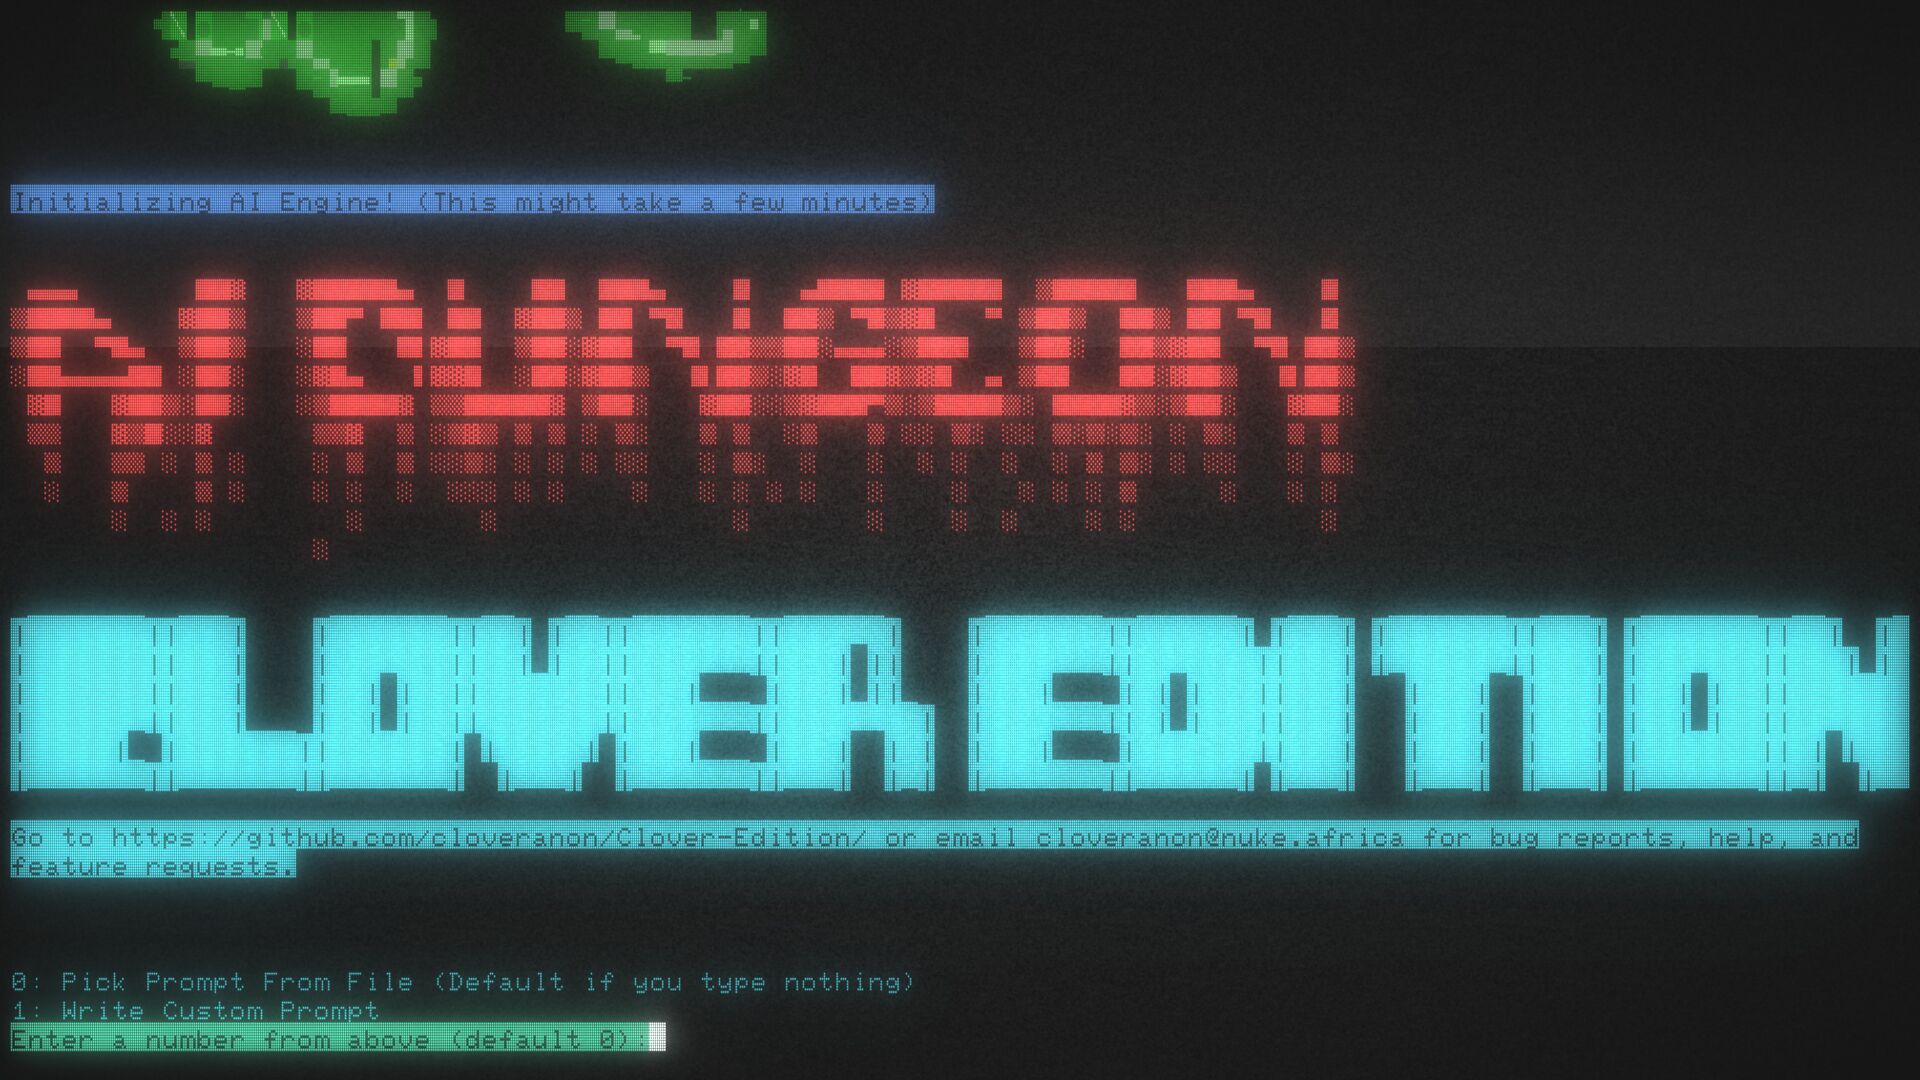 Initializing AI Engine! (This might take a few minutes)
AI DUNGEON
CLOVER EDITION
Go to https://github.com/cloveranon/Clover-Edition/ or email cloveranon@nuke.africa for bug reports, help, and
feature requests.
0: Pick Prompt From File (Default if you type nothing)
1: Write Custom Prompt
Enter a number from above (default 0):